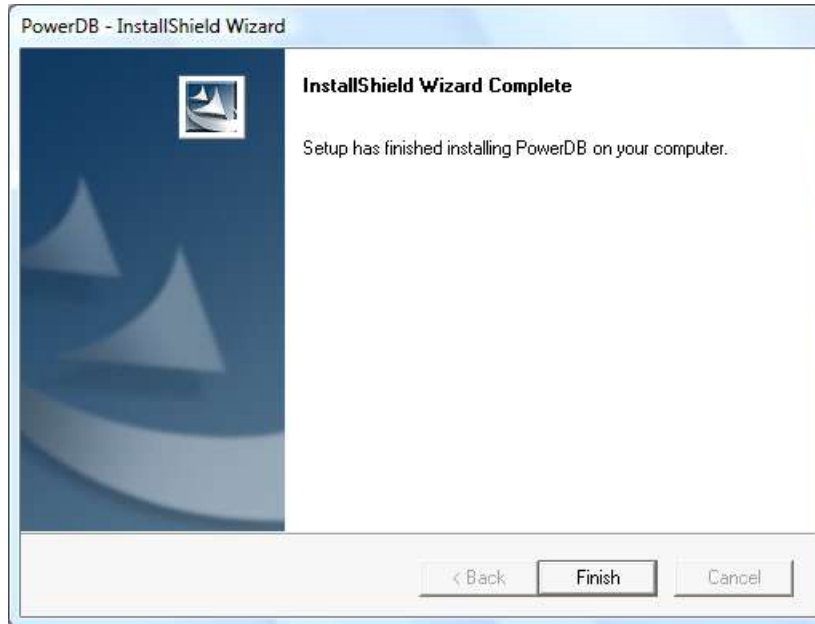 PowerDB - InstallShield Wizard
InstallShield Wizard Complete
Setup has finished installing PowerDB on your computer.
< Back
Finish
Cancel